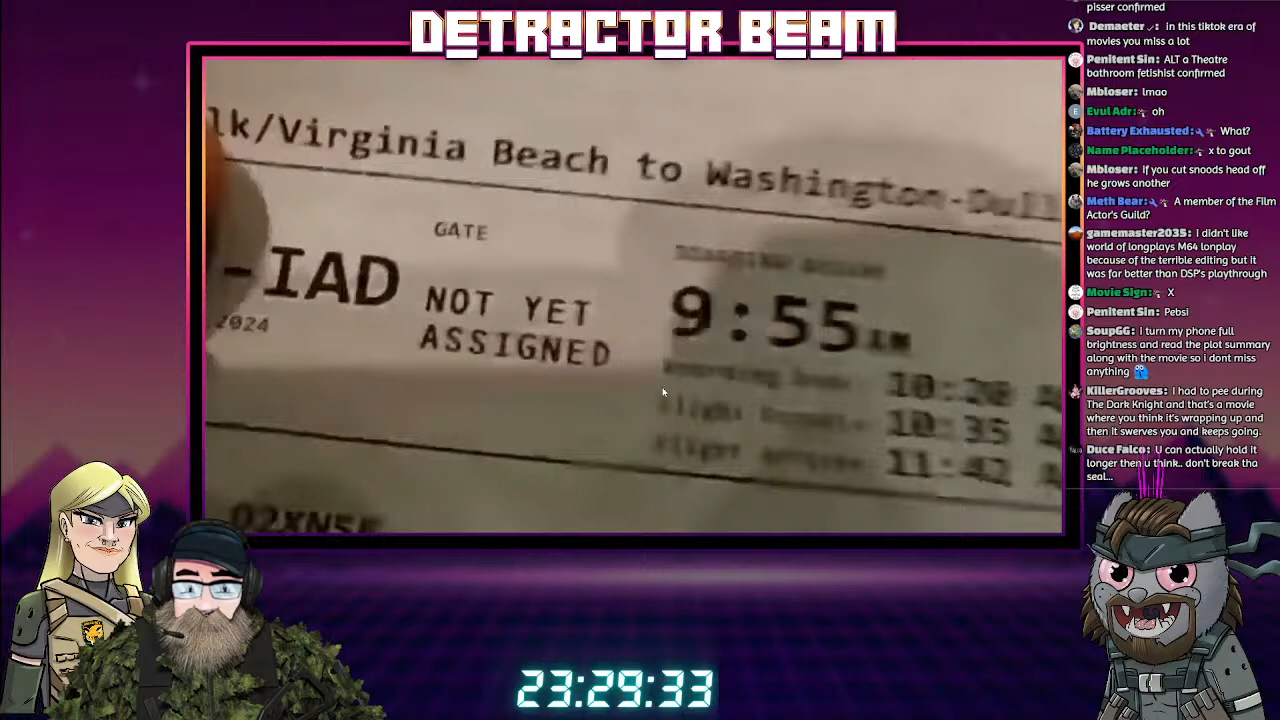 DETRACTOR BEAM
lk/Virginia Beach to Washington-Dull
GATE
-IAD
NOT YET
ASSIGNED
2024
9:55 AM
10:20 A
10:35 A
11:42 A
23:29:33
pisser confirmed
Demaeter: in this tiktok era of
movies you miss a lot
Penitent Sin: ALT a Theatre
bathroom fetishist confirmed
Mbloser: lmao
Evul Adr: oh
Battery Exhausted: What?
Name Placeholder: x to gout
Mbloser: If you cut snoods head off
he grows another
Meth Bear: A member of the Film
Actor's Guild?
gamemaster2035: I didn't like
world of longplays M64 lonplay
because of the terrible editing but it
was far better than DSP's playthrough
Movie Sign: X
Penitent Sin: Pebsi
SoupGG: I turn my phone full
brightness and read the plot summary
along with the movie so i dont miss
anything
KillerGrooves: I had to pee during
The Dark Knight and that's a movie
where you think it's wrapping up and
then it swerves you and keeps going.
Duce Falco: U can actually hold it
longer then u think.. don't break tha
seal...